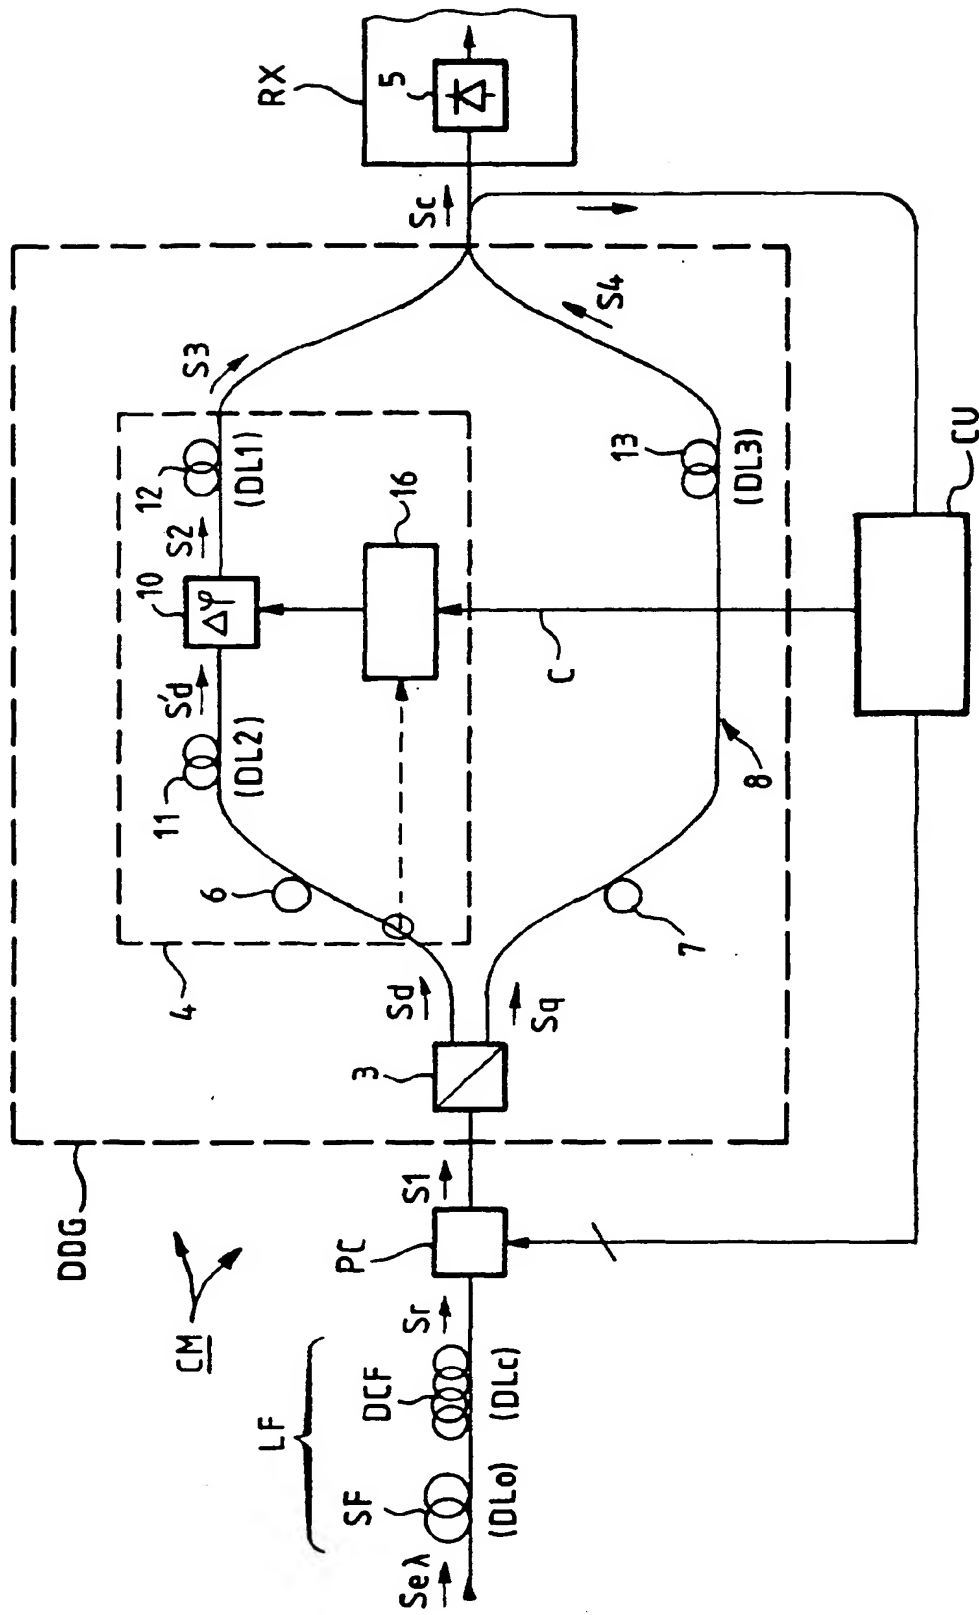 RX
5
Sc
S3
S4
12
(DL1)
S2
10
Δφ
S'd
11
(DL2)
16
13
(DL3)
C
8
CU
6
7
4
Sd
Sq
3
DDG
S1
PC
CM
Sr
LF
DCF
(DLc)
SF
(DLo)
Seλ